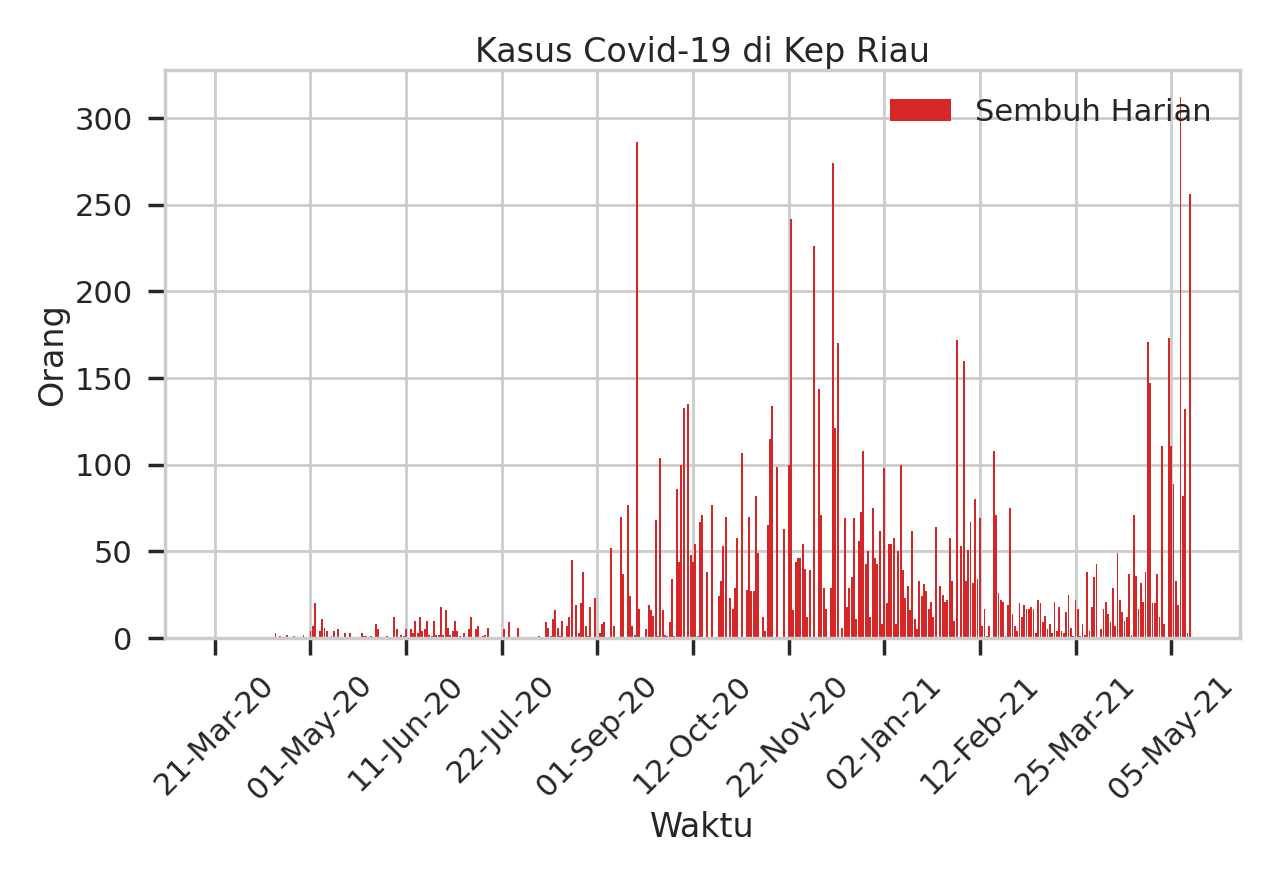 Kasus Covid-19 di Kep Riau
Sembuh Harian
300
250
200
150
100
50
0
Orang
21-Mar-20
01-May-20
11-Jun-20
22-Jul-20
01-Sep-20
12-Oct-20
22-Nov-20
02-Jan-21
12-Feb-21
25-Mar-21
05-May-21
Waktu